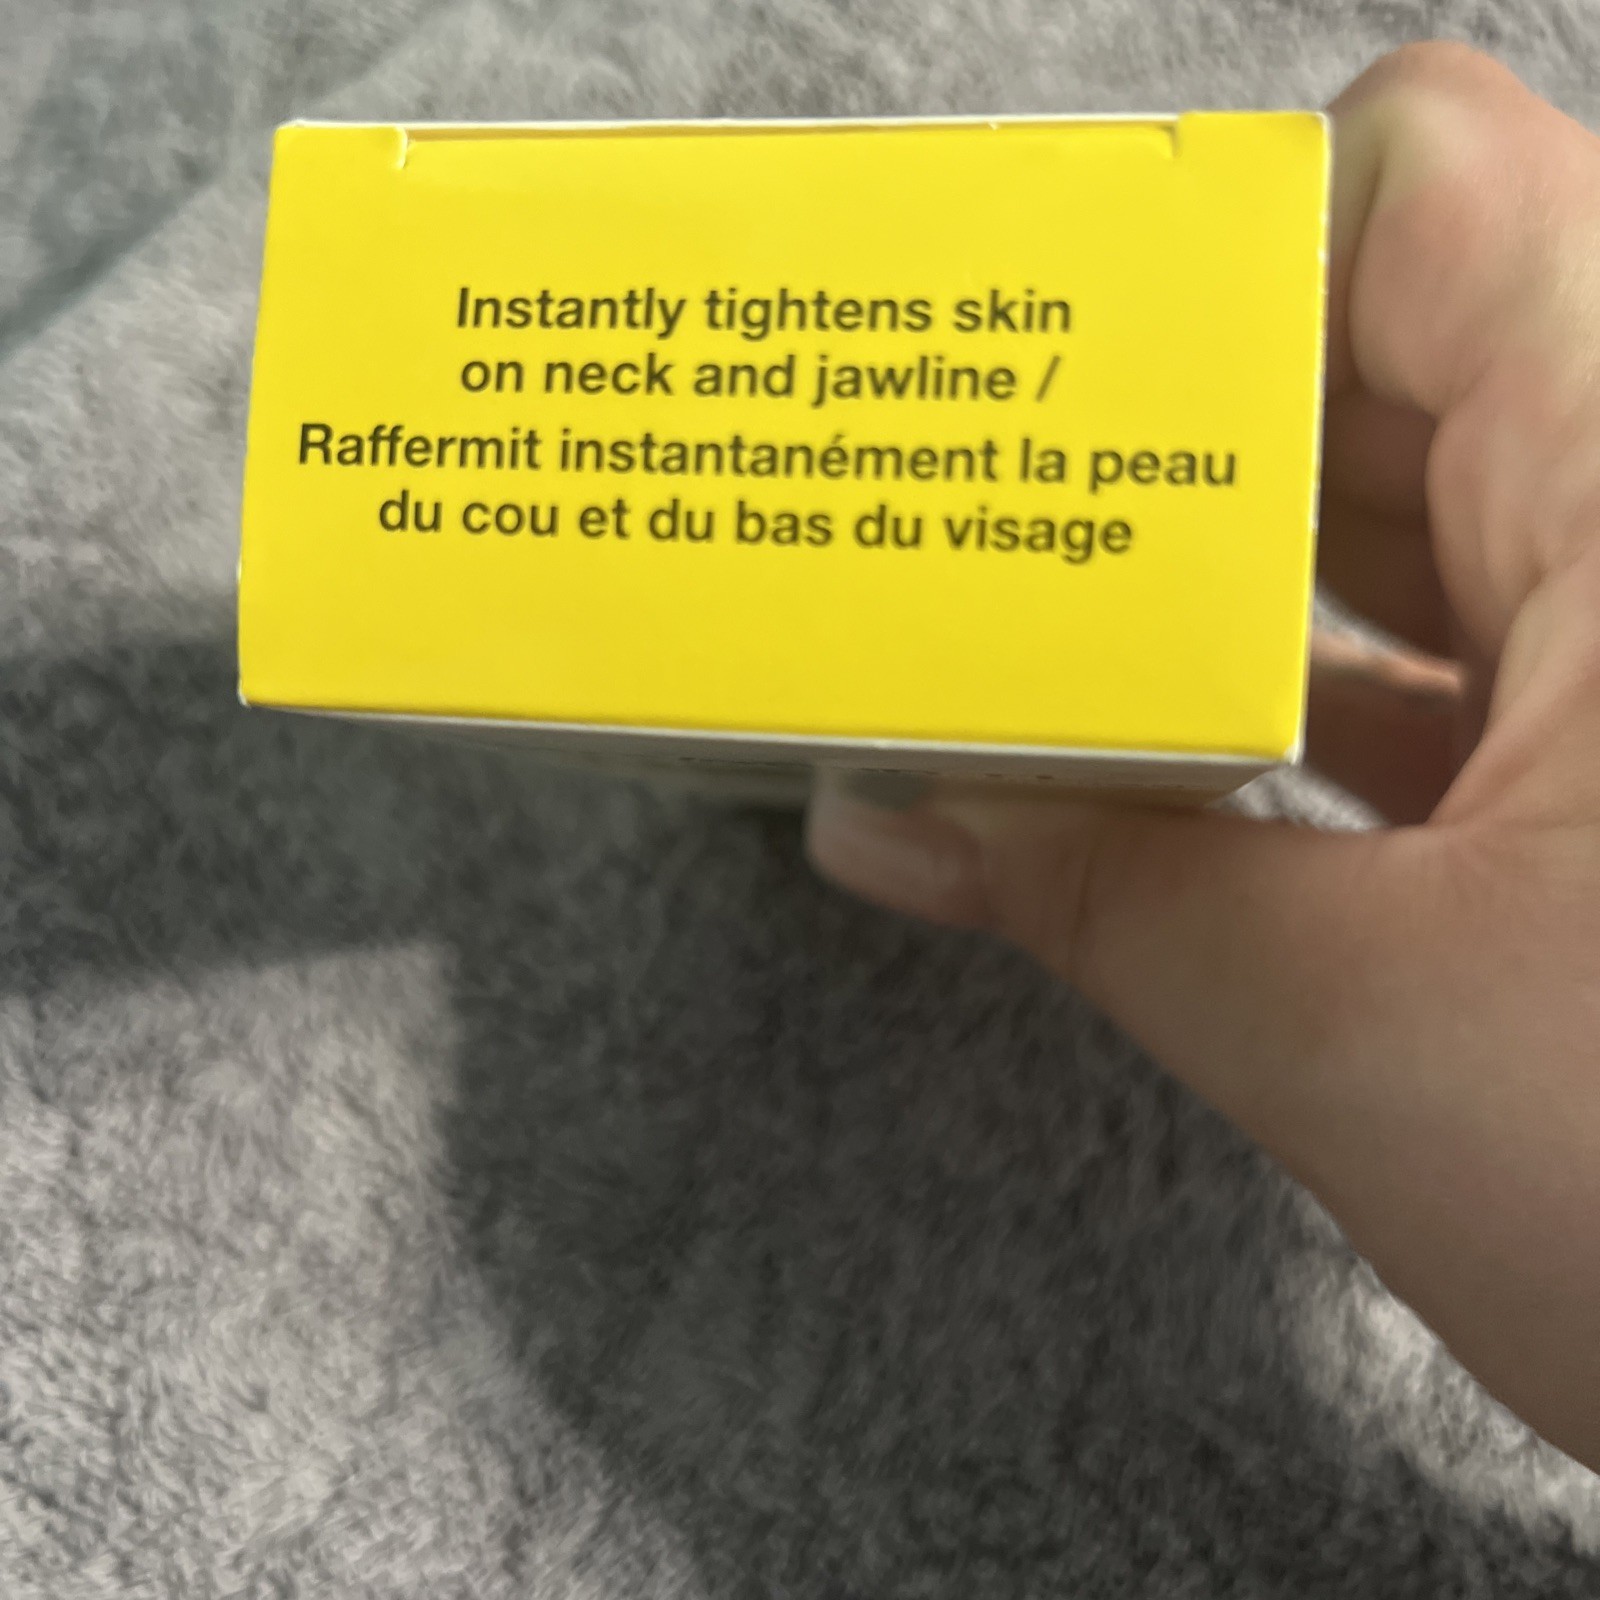 Instantly tightens skin
on neck and jawline /
Raffermit instantanément la peau
du cou et du bas du visage